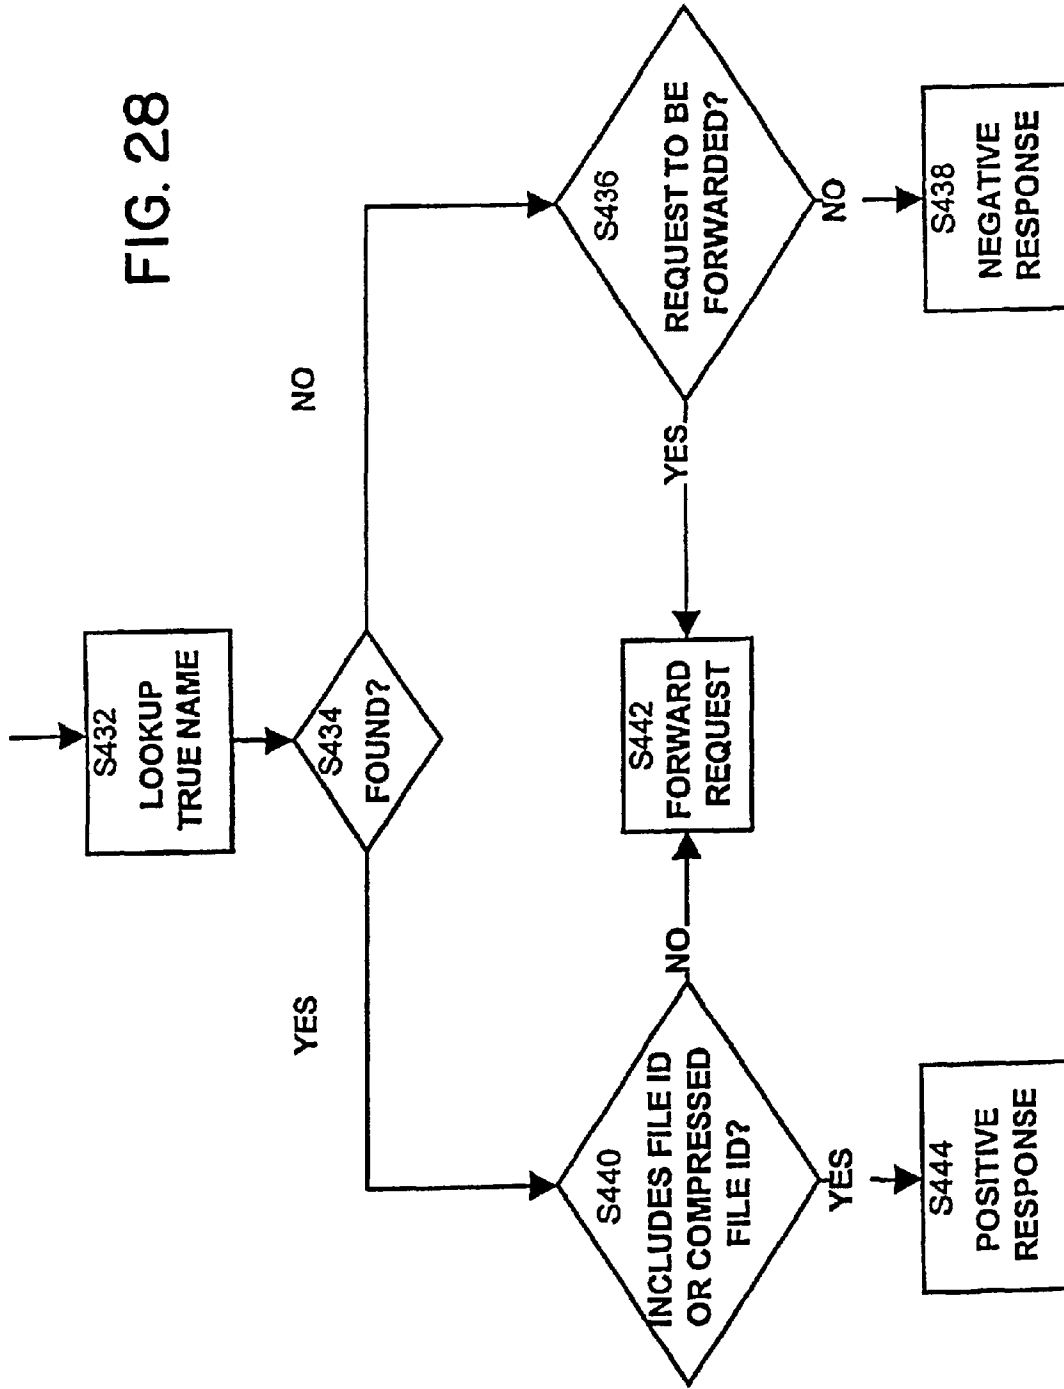 FIG. 28
S432
LOOKUP
TRUE NAME
S434
FOUND?
YES
NO
S440
INCLUDES FILE ID
OR COMPRESSED
FILE ID?
NO
YES
S442
FORWARD
REQUEST
S436
REQUEST TO BE
FORWARDED?
YES
NO
S444
POSITIVE
RESPONSE
S438
NEGATIVE
RESPONSE